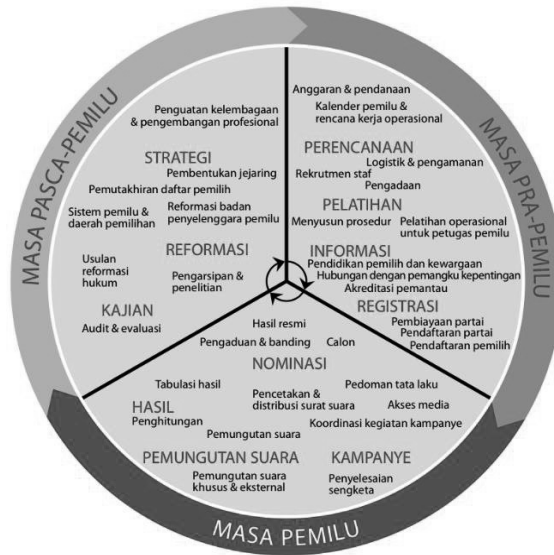 MASA PASCA-PEMILU
Penguatan kelembagaan
& pengembangan profesional
STRATEGI
Pembentukan jejaring
Pemutakhiran daftar pemilih
Sistem pemilu &
daerah pemilihan
Reformasi badan
penyelenggara pemilu
REFORMASI
Usulan
reformasi
hukum
Pengarsipan &
penelitian
KAJIAN
Audit & evaluasi
MASA PRA-PEMILU
Anggaran & pendanaan
Kalender pemilu &
rencana kerja operasional
PERENCANAAN
Logistik & pengamanan
Rekrutmen staf
Pengadaan
PELATIHAN
Menyusun prosedur
Pelatihan operasional
untuk petugas pemilu
INFORMASI
Pendidikan pemilih dan kewargaan
Hubungan dengan pemangku kepentingan
Akreditasi pemantau
REGISTRASI
Pembiayaan partai
Pendaftaran partai
Pendaftaran pemilih
Hasil resmi
Pengaduan & banding
Calon
NOMINASI
Tabulasi hasil
Pencetakan &
distribusi surat suara
Pedoman tata laku
Akses media
HASIL
Penghitungan
Koordinasi kegiatan kampanye
Pemungutan suara
PEMUNGUTAN SUARA
KAMPANYE
Pemungutan suara
khusus & eksternal
Penyelesaian
sengketa
MASA PEMILU